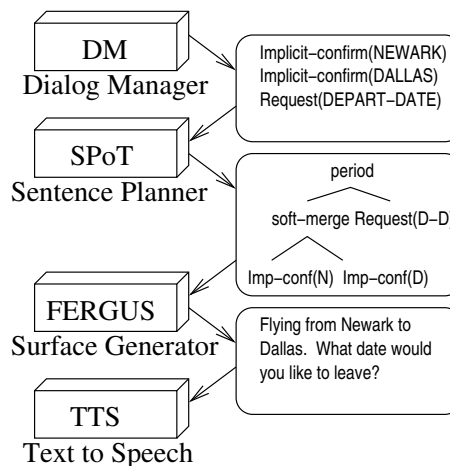 DM
Dialog Manager
Implicit−confirm(NEWARK)
Implicit−confirm(DALLAS)
Request(DEPART−DATE)
SPoT
Sentence Planner
period
soft−merge Request(D−D)
Imp−conf(N) Imp−conf(D)
FERGUS
Surface Generator
Flying from Newark to
Dallas. What date would
you like to leave?
TTS
Text to Speech